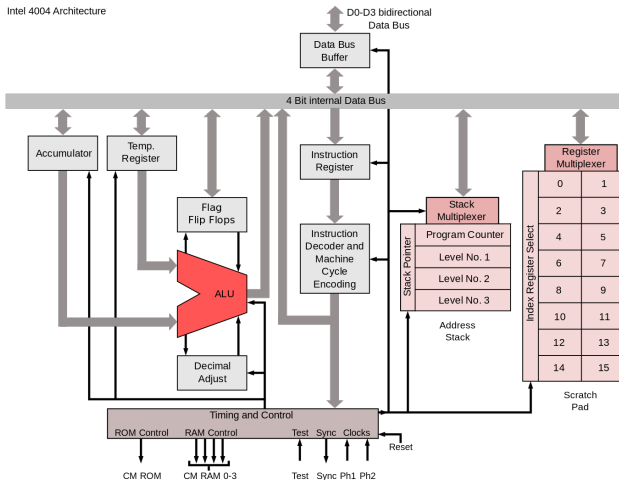 Intel 4004 Architecture
D0-D3 bidirectional
Data Bus
Data Bus
Buffer
4 Bit internal Data Bus
Accumulator
Temp.
Register
Instruction
Register
Register
Multiplexer
Flag
Flip Flops
Stack
Multiplexer
Instruction
Decoder and
Machine
Cycle
Encoding
Stack Pointer
Program Counter
Level No. 1
Level No. 2
Level No. 3
Index Register Select
0 1
2 3
4 5
6 7
8 9
10 11
12 13
14 15
ALU
Address
Stack
Decimal
Adjust
Scratch
Pad
Timing and Control
ROM Control RAM Control Test Sync Clocks
Reset
CM ROM CM RAM 0-3 Test Sync Ph1 Ph2